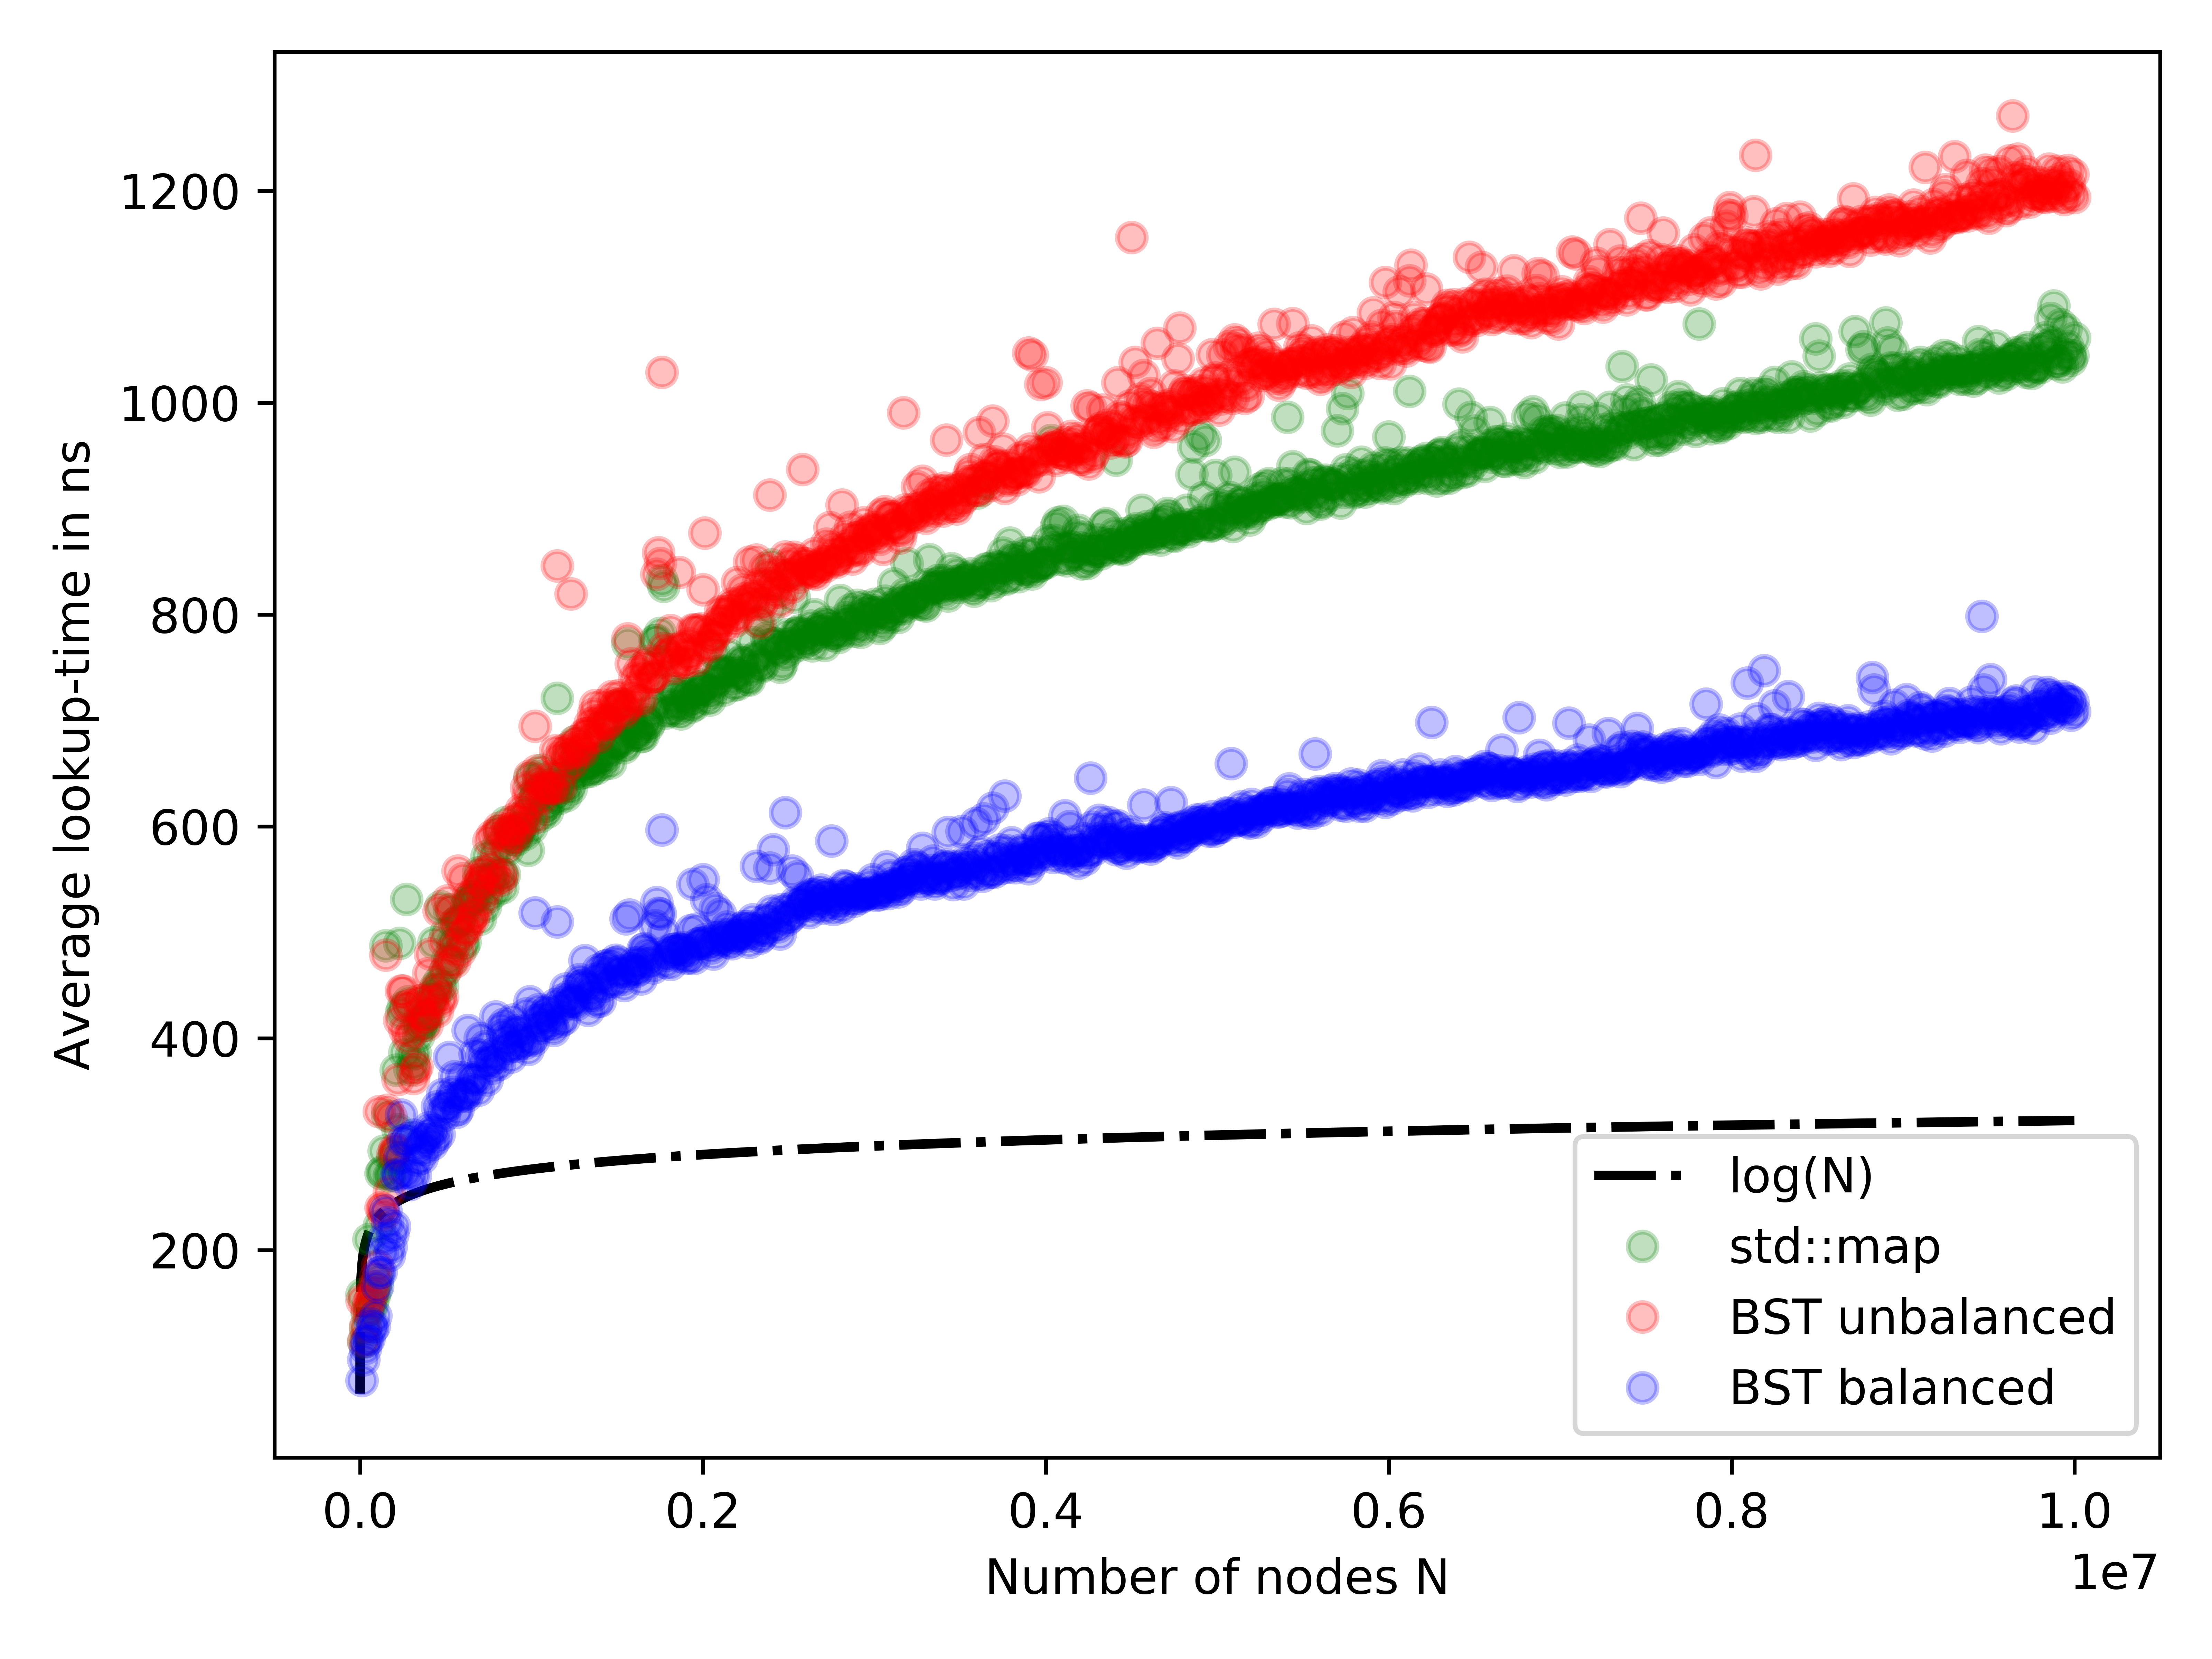 Average lookup-time in ns
1200
1000
800
600
400
200
0.0 0.2 0.4 0.6 0.8 1.0
1e7
Number of nodes N
log(N)
std::map
BST unbalanced
BST balanced